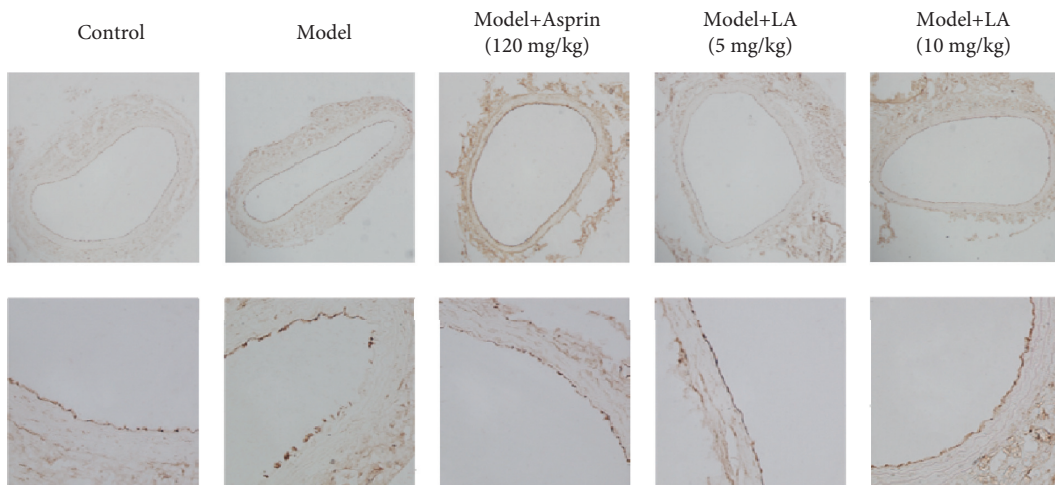 Control
Model
Model+Asprin
(120 mg/kg)
Model+LA
(5 mg/kg)
Model+LA
(10 mg/kg)